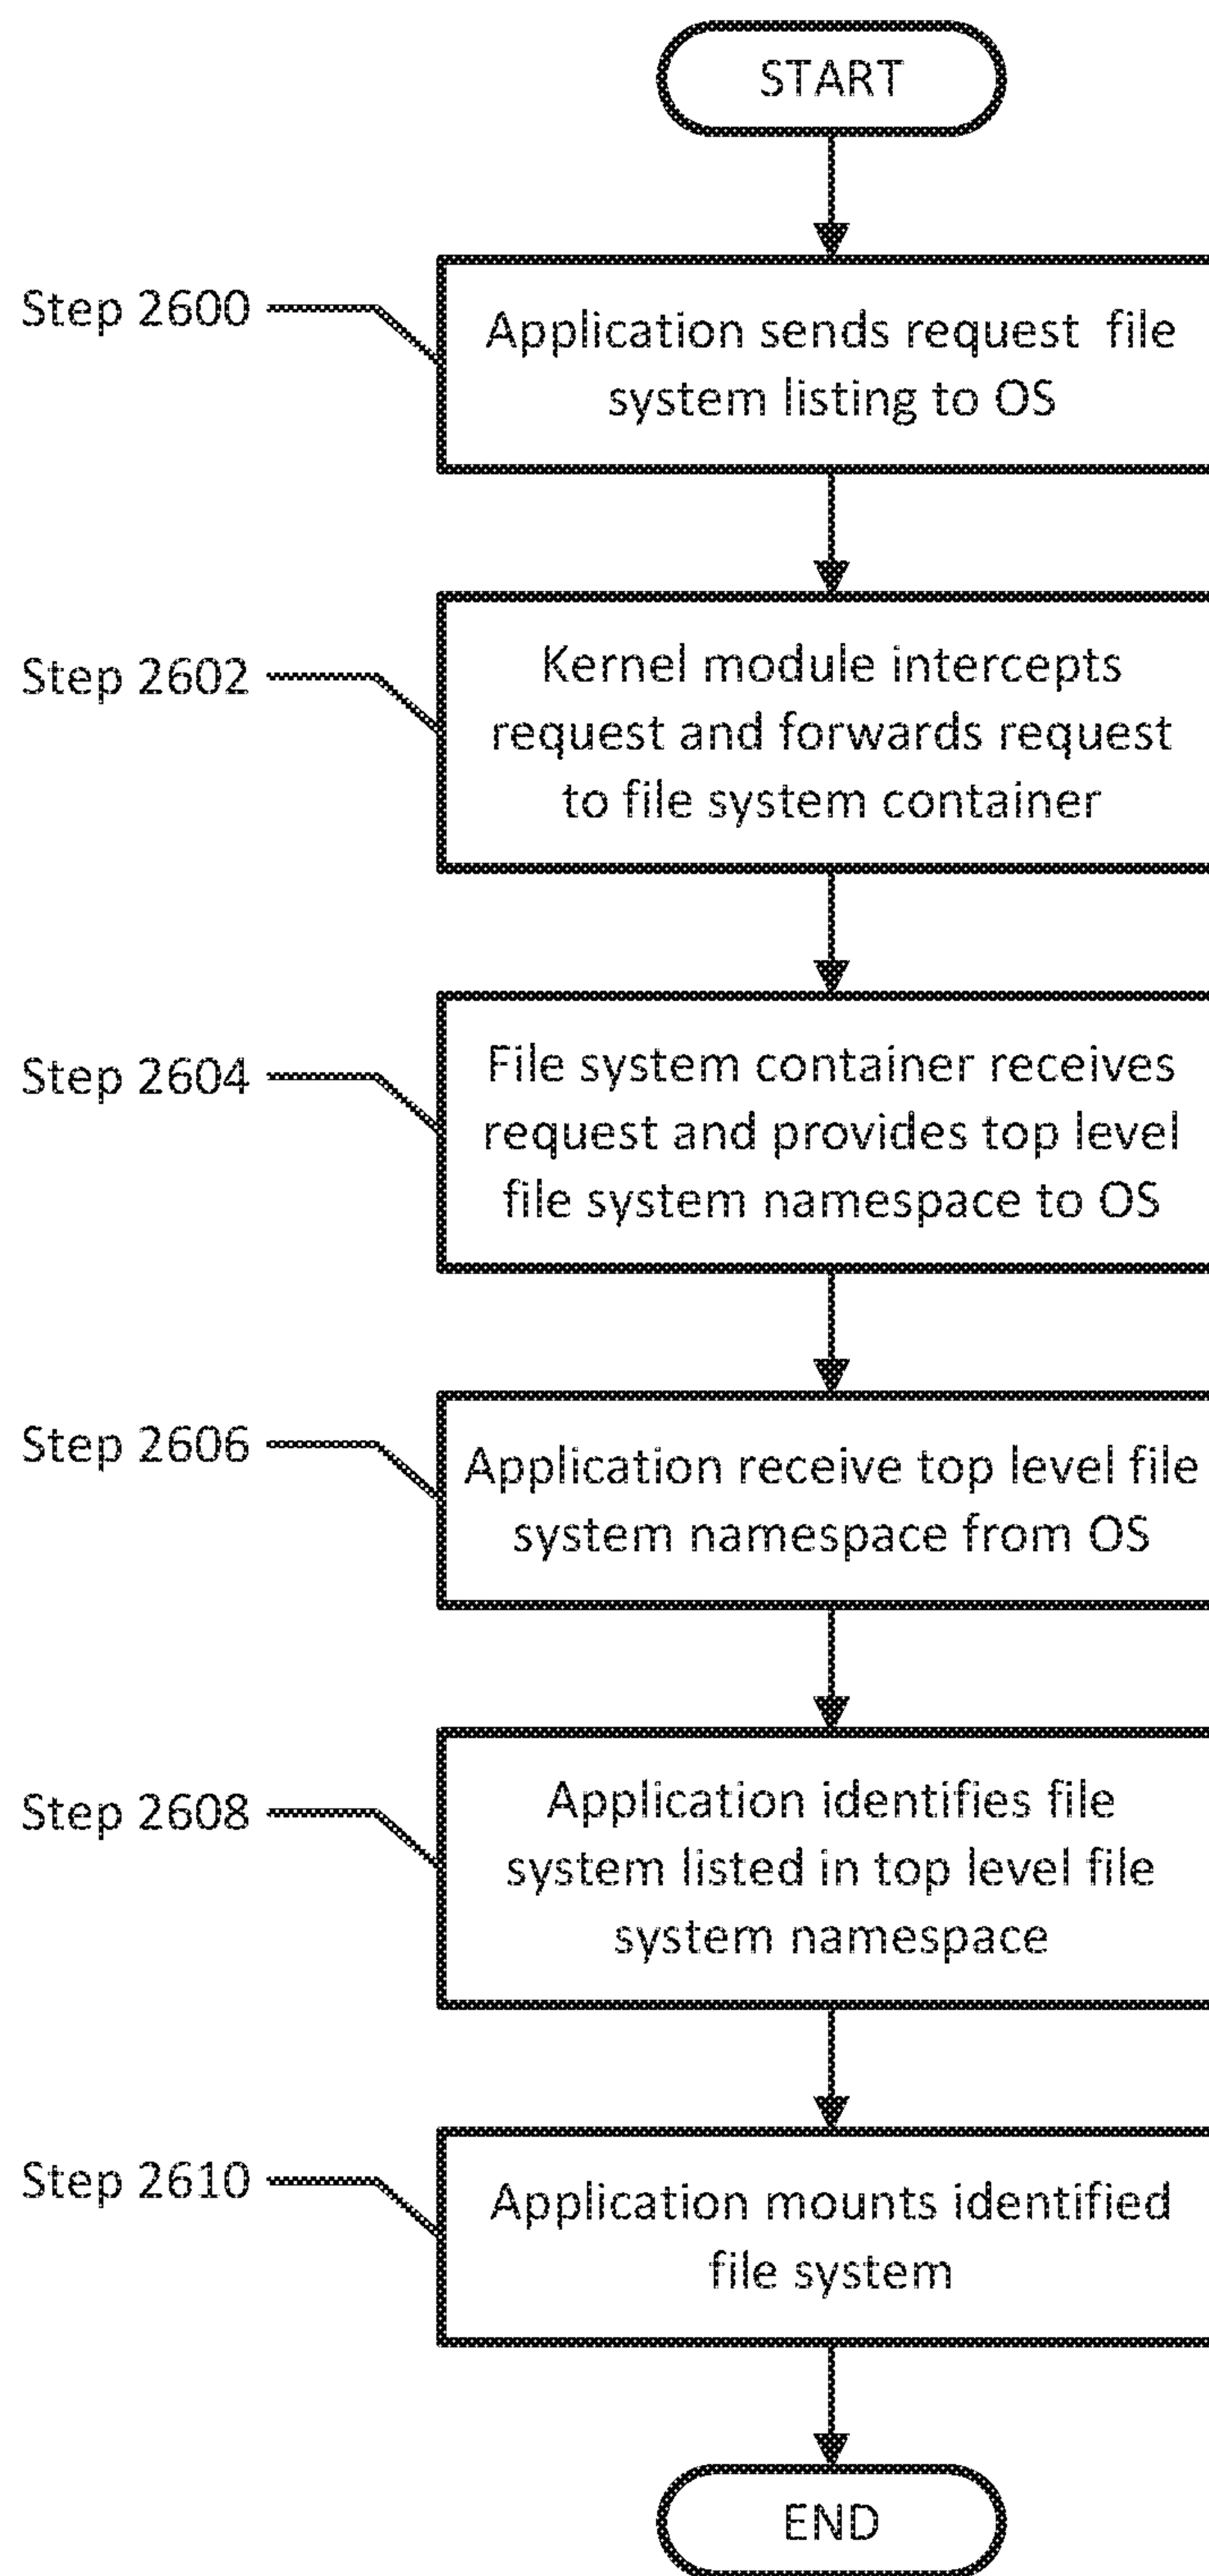 START
Step 2600
Application sends request file
system listing to OS
Step 2602
Kernel module intercepts
request and forwards request
to file system container
Step 2604
File system container receives
request and provides top level
file system namespace to OS
Step 2606
Application receive top level file
system namespace from OS
Step 2608
Application identifies file
system listed in top level file
system namespace
Step 2610
Application mounts identified
file system
END